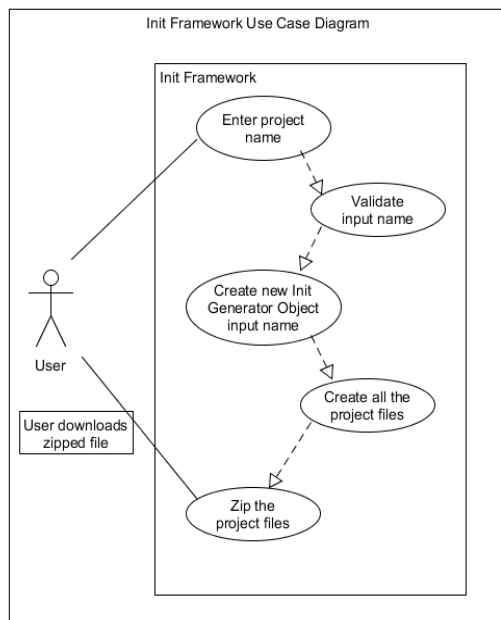 Init Framework Use Case Diagram
Init Framework
Enter project
name
Validate
input name
Create new Init
Generator Object
input name
User
Create all the
project files
User downloads
zipped file
Zip the
project files